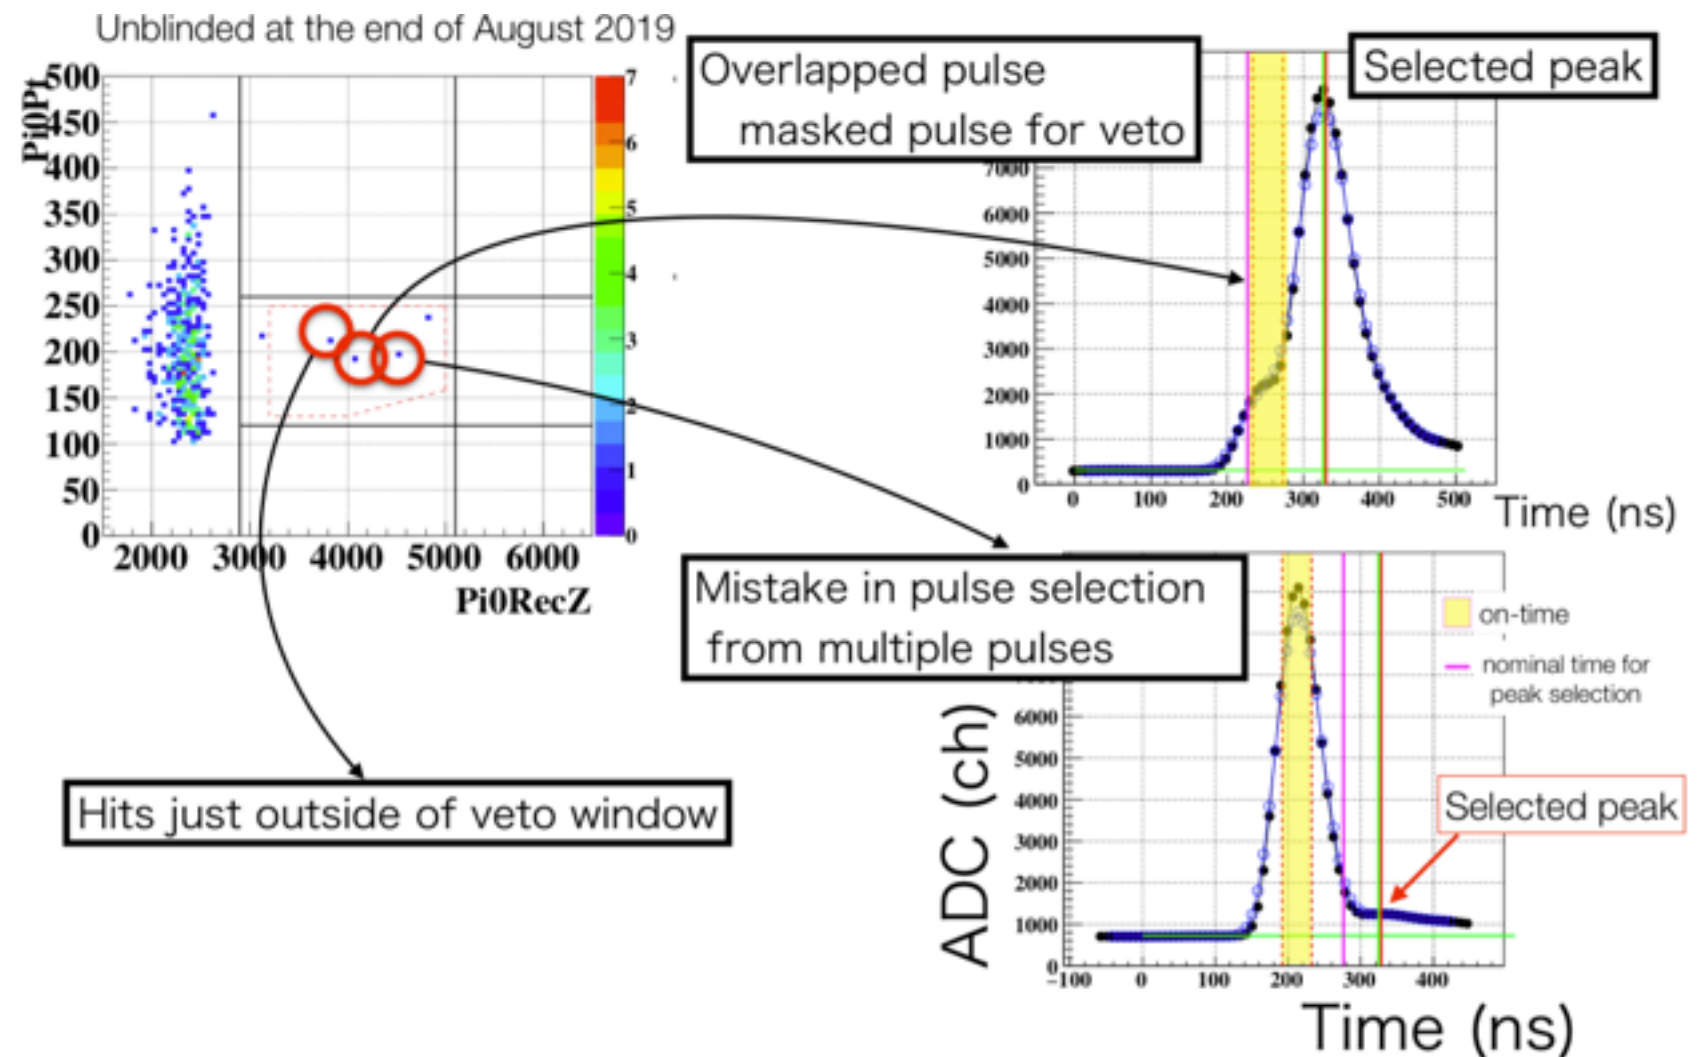 Unblinded at the end of August 2019
Pi0Pt
500
450
400
350
300
250
200
150
100
50
0
2000 3000 4000 5000 6000
Pi0RecZ
7
6
5
4
3
2
1
0
Overlapped pulse
masked pulse for veto
Selected peak
7000
6000
5000
4000
3000
2000
1000
0
0 100 200 300 400 500
Time (ns)
Mistake in pulse selection
from multiple pulses
on-time
nominal time for
peak selection
Hits just outside of veto window
Selected peak
ADC (ch)
6000
5000
4000
3000
2000
1000
0
-100 0 100 200 300 400
Time (ns)